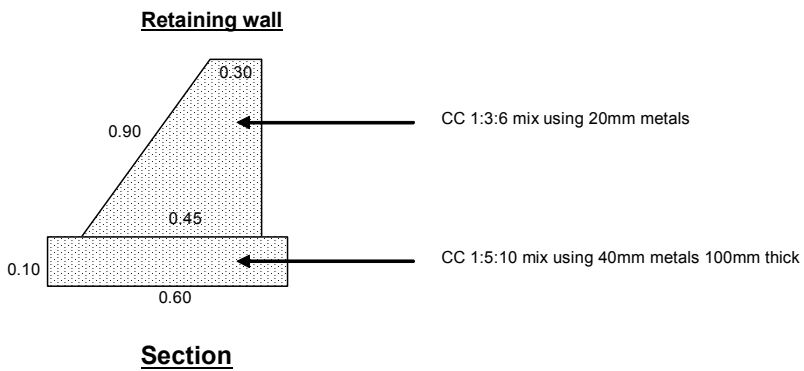 Retaining wall
0.30
CC 1:3:6 mix using 20mm metals
0.90
0.45
CC 1:5:10 mix using 40mm metals 100mm thick
0.10
0.60
Section